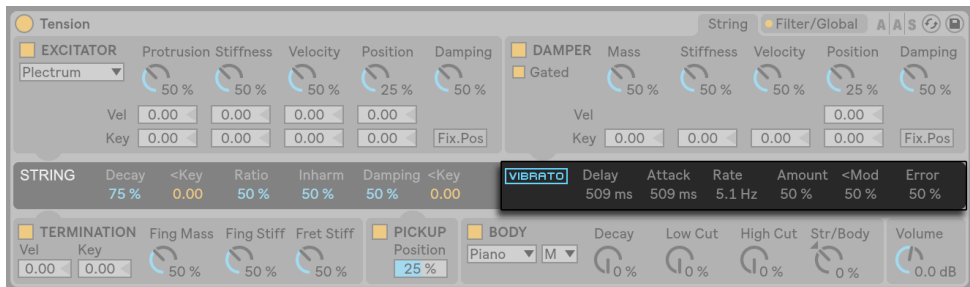 Tension String Filter/Global A A S
EXCITATOR Protrusion Stiffness Velocity Position Damping
Plectrum 50 % 50 % 50 % 25 % 50 %
Vel 0.00 0.00 0.00 0.00
Key 0.00 0.00 0.00 0.00 Fix.Pos
DAMPER Mass Stiffness Velocity Position Damping
Gated 50 % 50 % 50 % 25 % 50 %
Vel 0.00
Key 0.00 0.00 0.00 0.00 Fix.Pos
STRING Decay <Key Ratio Inharm Damping <Key
75 % 0.00 50 % 50 % 50 % 0.00
VIBRATO Delay Attack Rate Amount <Mod Error
509 ms 509 ms 5.1 Hz 50 % 50 % 50 %
TERMINATION Fing Mass Fing Stiff Fret Stiff
Vel Key
0.00 0.00 50 % 50 % 50 %
PICKUP
Position
25 %
BODY Decay Low Cut High Cut Str/Body
Piano M 0 % 0 % 0 % 0 %
Volume
0.0 dB